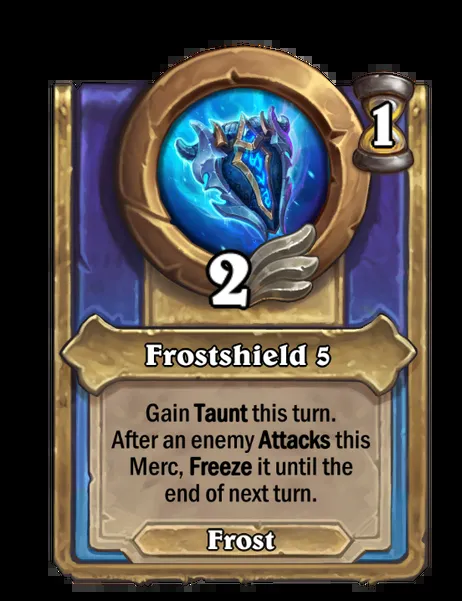 1
2
Frostshield 5
Gain Taunt this turn.
After an enemy Attacks this
Merc, Freeze it until the
end of next turn.
Frost